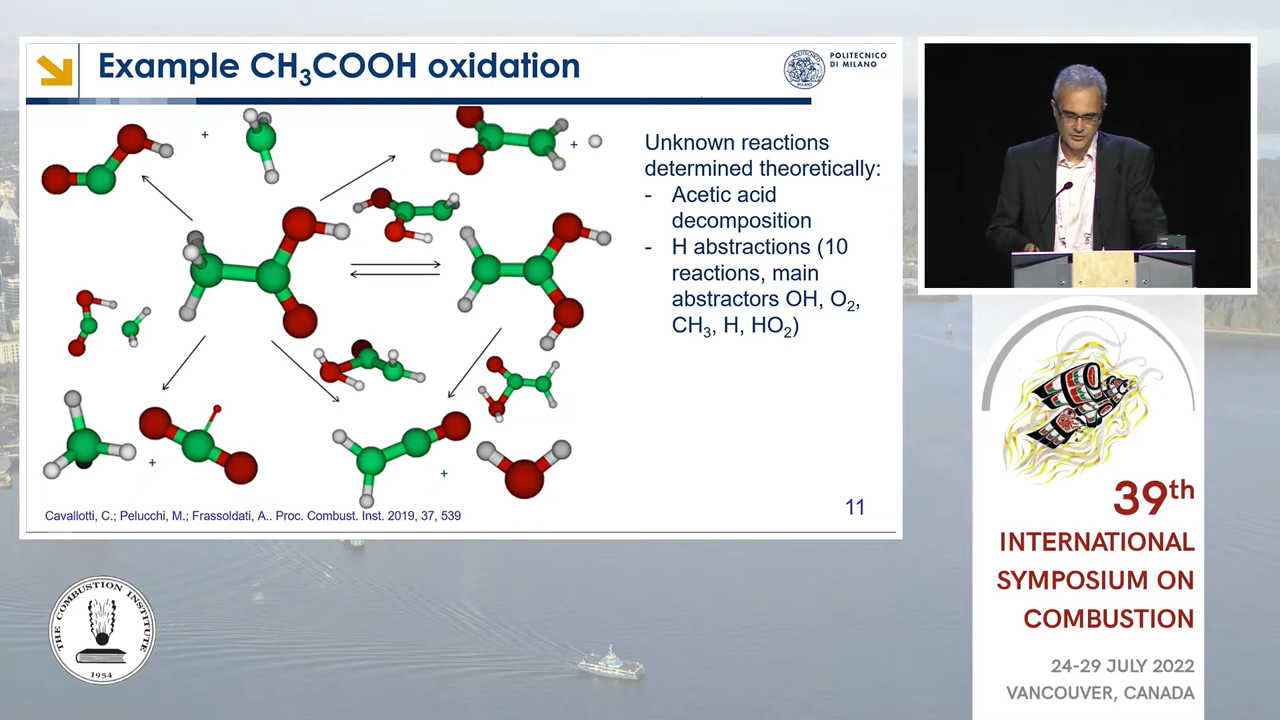 Example CH₃COOH oxidation
POLITECNICO
DI MILANO
+
+
Unknown reactions
determined theoretically:
- Acetic acid
decomposition
- H abstractions (10
reactions, main
abstractors OH, O₂,
CH₃, H, HO₂)
+
+
Cavallotti, C.; Pelucchi, M.; Frassoldati, A.. Proc. Combust. Inst. 2019, 37, 539
11
THE COMBUSTION INSTITUTE
1954
39th
INTERNATIONAL
SYMPOSIUM ON
COMBUSTION
24-29 JULY 2022
VANCOUVER, CANADA